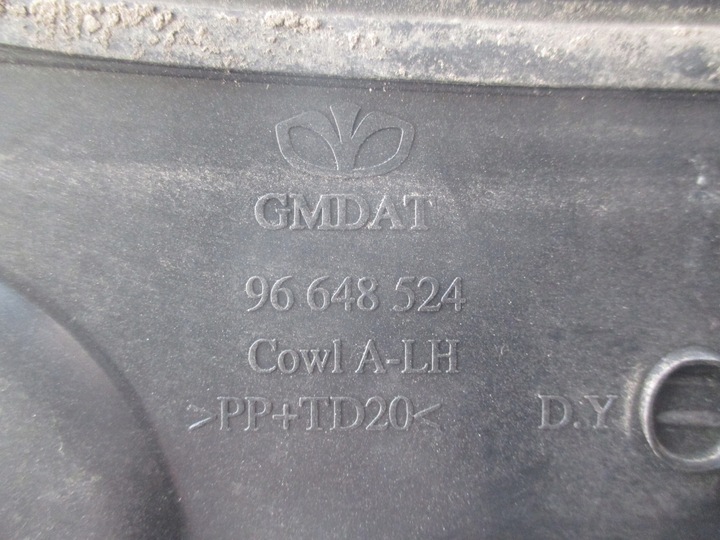 GMDAT
96 648 524
Cowl A-LH
>PP+TD20< D.Y